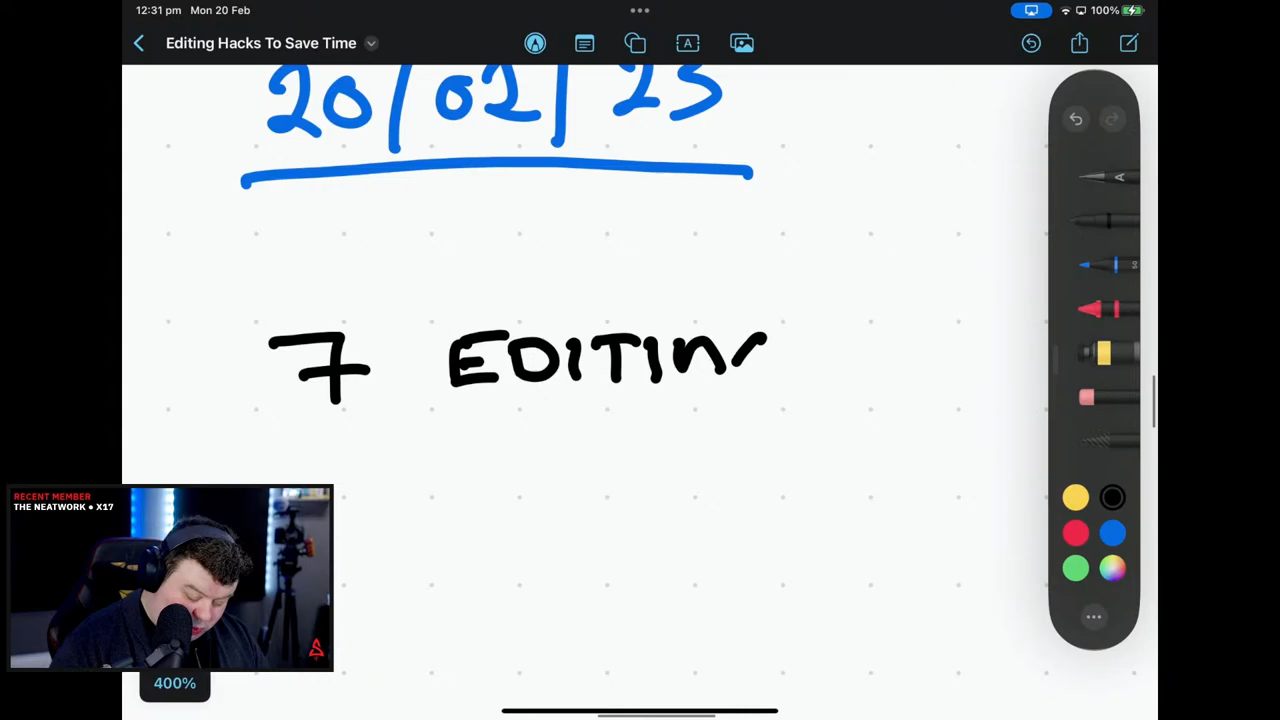 12:31 pm Mon 20 Feb
100%
Editing Hacks To Save Time
A
20/02/23
A
50
7 EDITIN
RECENT MEMBER
THE NEATWORK • X17
400%